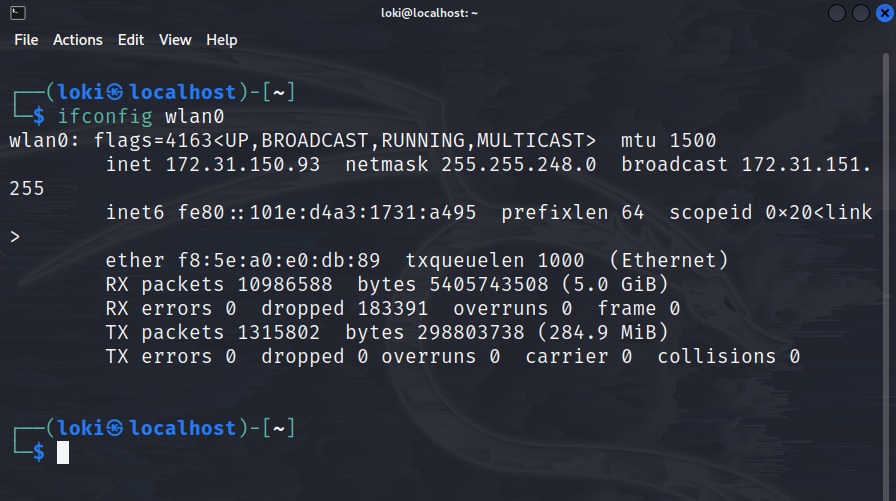 loki@localhost: ~
File Actions Edit View Help
┌──(loki㉿localhost)-[~]
└─$ ifconfig wlan0
wlan0: flags=4163<UP,BROADCAST,RUNNING,MULTICAST>  mtu 1500
        inet 172.31.150.93  netmask 255.255.248.0  broadcast 172.31.151.
255
        inet6 fe80::101e:d4a3:1731:a495  prefixlen 64  scopeid 0×20<link
>
        ether f8:5e:a0:e0:db:89  txqueuelen 1000  (Ethernet)
        RX packets 10986588  bytes 5405743508 (5.0 GiB)
        RX errors 0  dropped 183391  overruns 0  frame 0
        TX packets 1315802  bytes 298803738 (284.9 MiB)
        TX errors 0  dropped 0 overruns 0  carrier 0  collisions 0
┌──(loki㉿localhost)-[~]
└─$